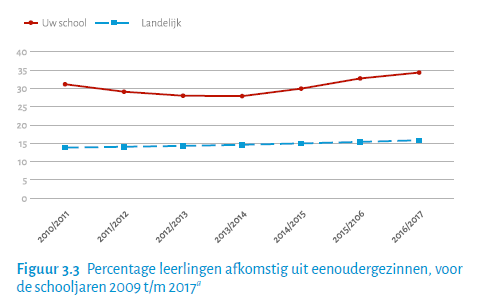 Uw school Landelijk
40
35
30
25
20
15
10
5
0
2010/2011 2011/2012 2012/2013 2013/2014 2014/2015 2015/2106 2016/2017
Figuur 3.3 Percentage leerlingen afkomstig uit eenoudergezinnen, voor
de schooljaren 2009 t/m 2017a